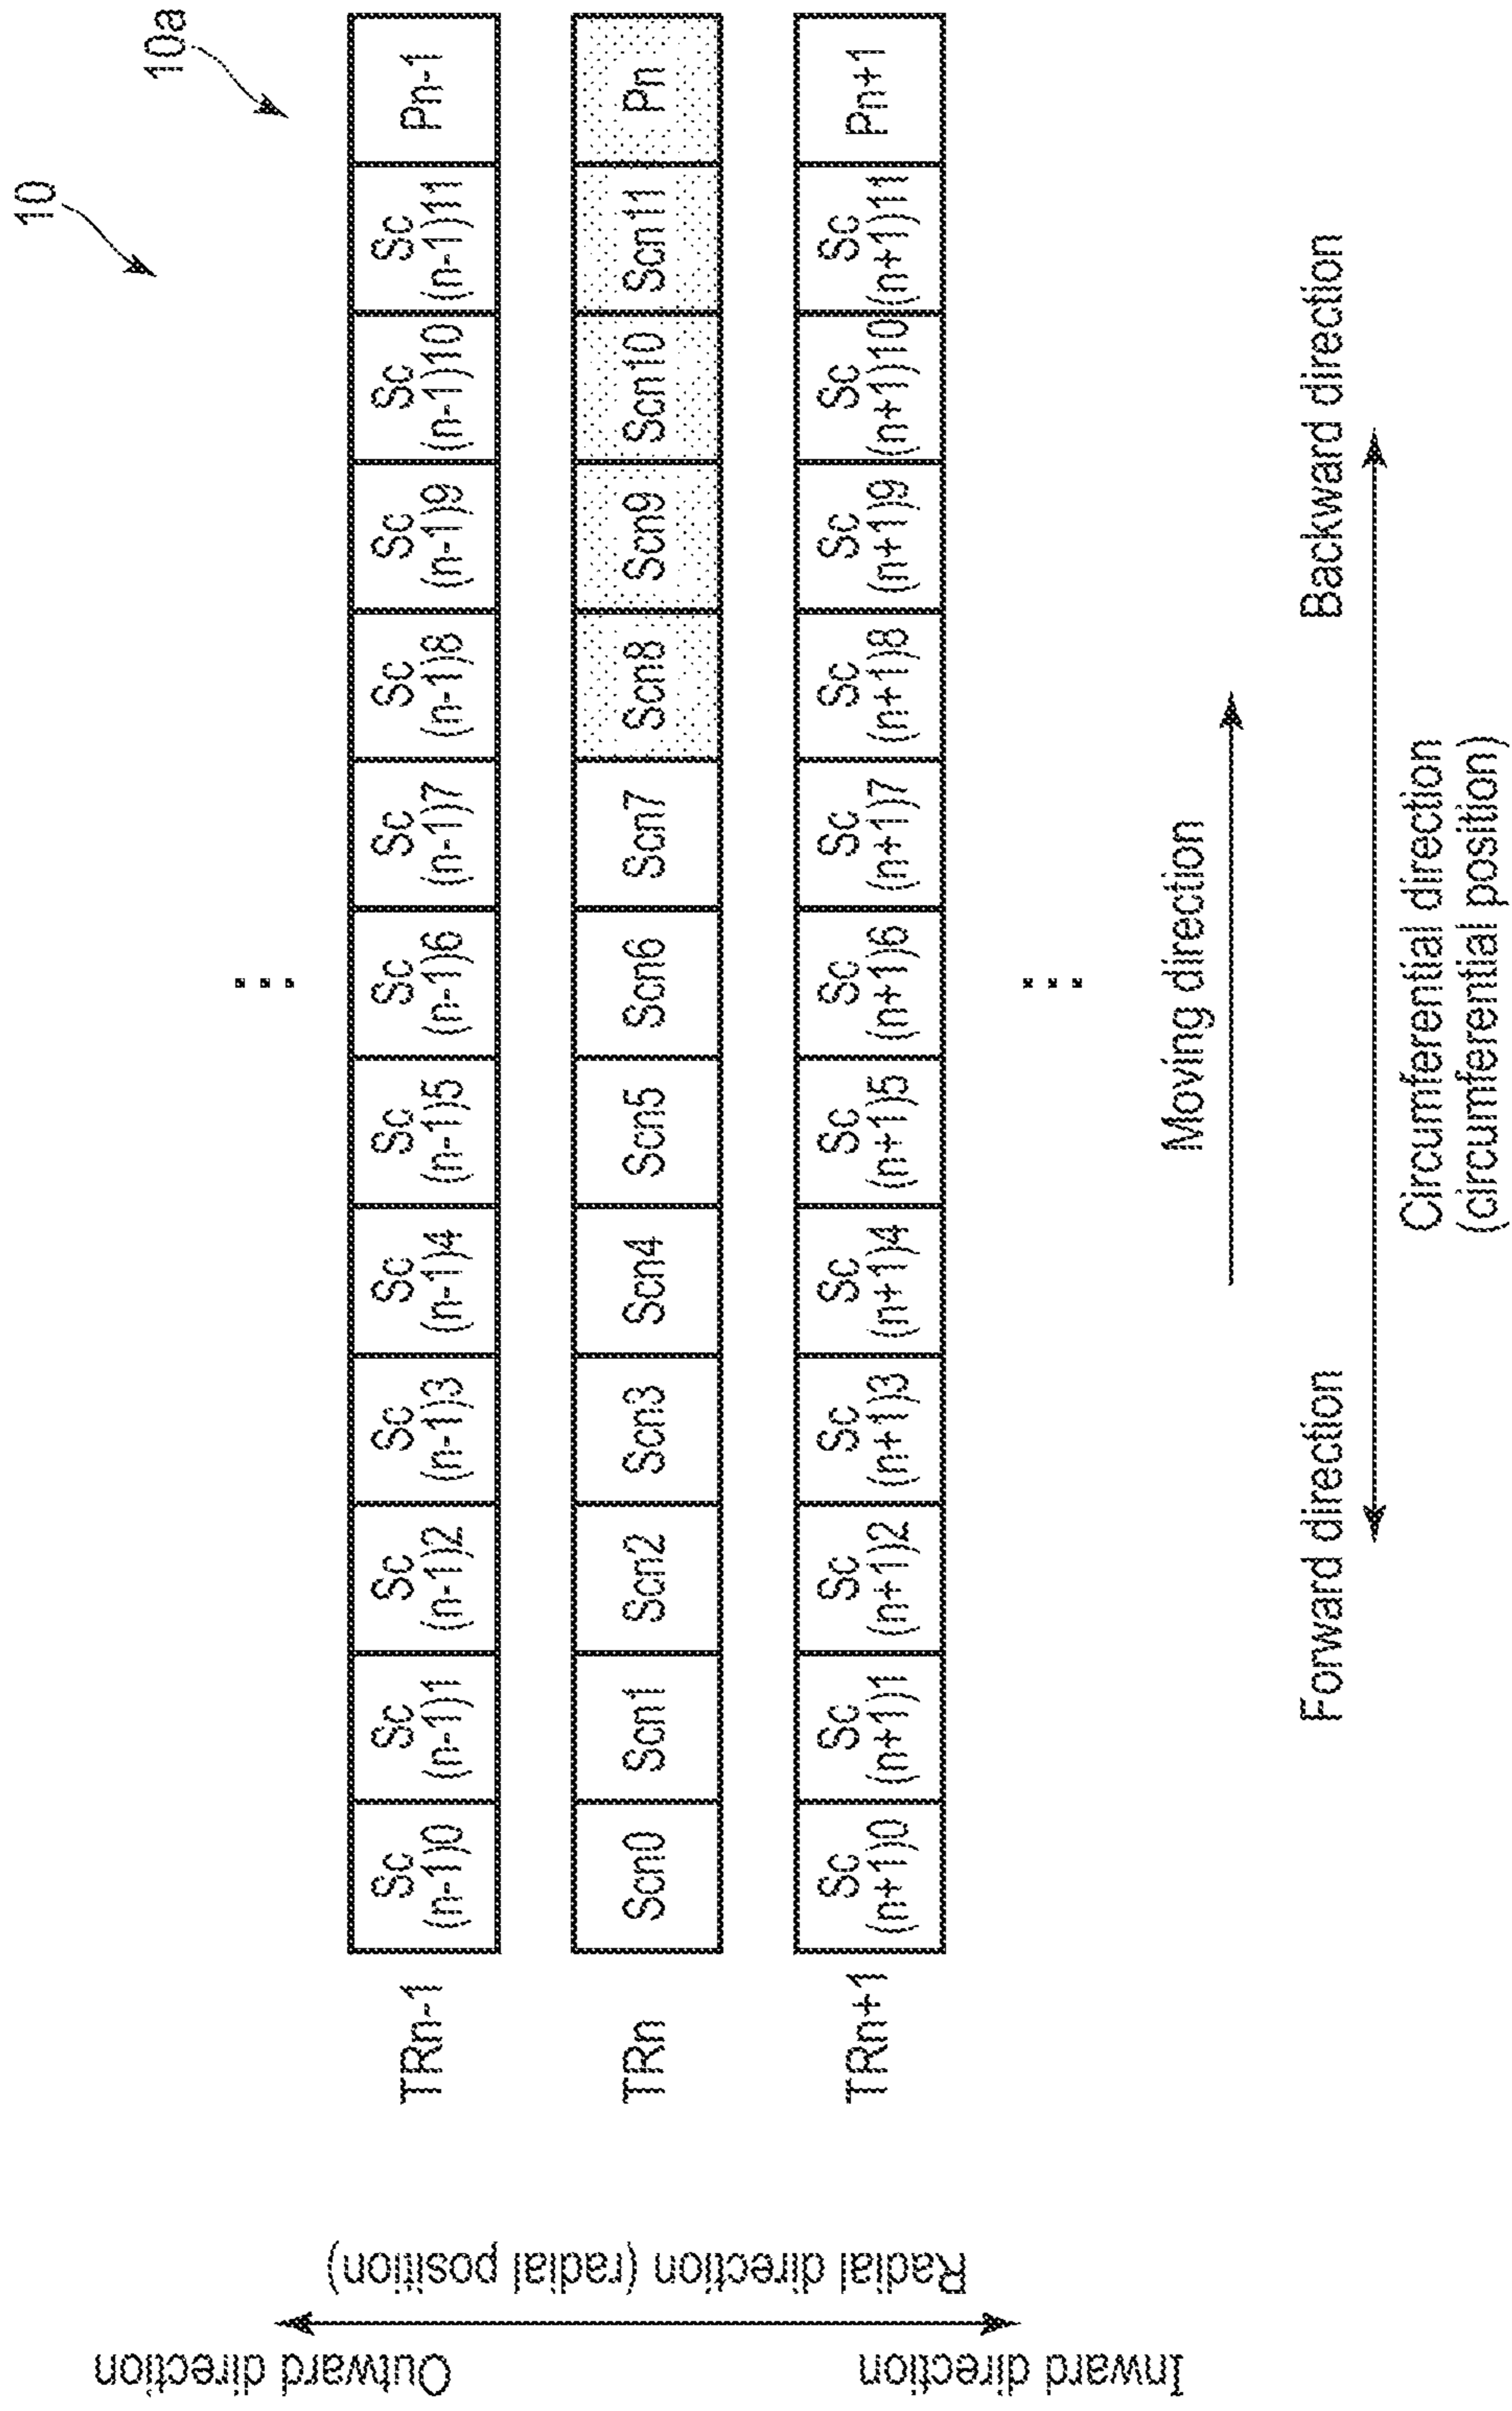 10
10a
...
TRn-1
Sc
(n-1)0
Sc
(n-1)1
Sc
(n-1)2
Sc
(n-1)3
Sc
(n-1)4
Sc
(n-1)5
Sc
(n-1)6
Sc
(n-1)7
Sc
(n-1)8
Sc
(n-1)9
Sc
(n-1)10
Sc
(n-1)11
Pn-1
TRn
Scn0
Scn1
Scn2
Scn3
Scn4
Scn5
Scn6
Scn7
Scn8
Scn9
Scn10
Scn11
Pn
TRn+1
Sc
(n+1)0
Sc
(n+1)1
Sc
(n+1)2
Sc
(n+1)3
Sc
(n+1)4
Sc
(n+1)5
Sc
(n+1)6
Sc
(n+1)7
Sc
(n+1)8
Sc
(n+1)9
Sc
(n+1)10
Sc
(n+1)11
Pn+1
...
Outward direction
Radial direction (radial position)
Inward direction
Moving direction
Forward direction
Backward direction
Circumferential direction
(circumferential position)